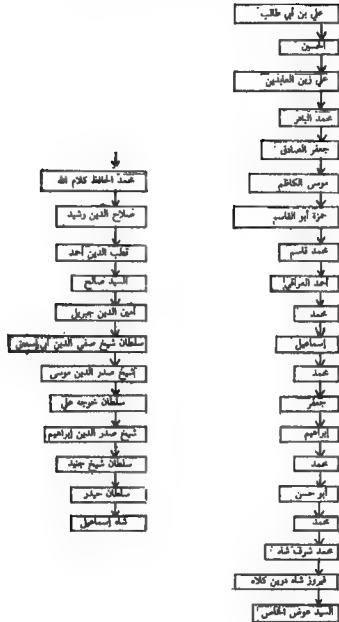 علي بن أبي طالب
الحسين
علي زين العابدين
محمد الباقر
جعفر الصادق
موسى الكاظم
حمزة أبو القاسم
محمد قاسم
أحمد العراقي
محمد
إسماعيل
محمد
جعفر
إبراهيم
محمد
أبو حسن
محمد
محمد شرف شاه
فيروز شاه درين كلاه
السيد عوض الخاص
محمد الحافظ كلام الله
صلاح الدين رشيد
قطب الدين أحمد
السيد صالح
أمين الدين جبريل
سلطان شيخ صفي الدين أبي إسحق
شيخ صدر الدين موسى
سلطان خوجه علي
شيخ صدر الدين إبراهيم
سلطان شيخ جنيد
سلطان حيدر
شاه إسماعيل